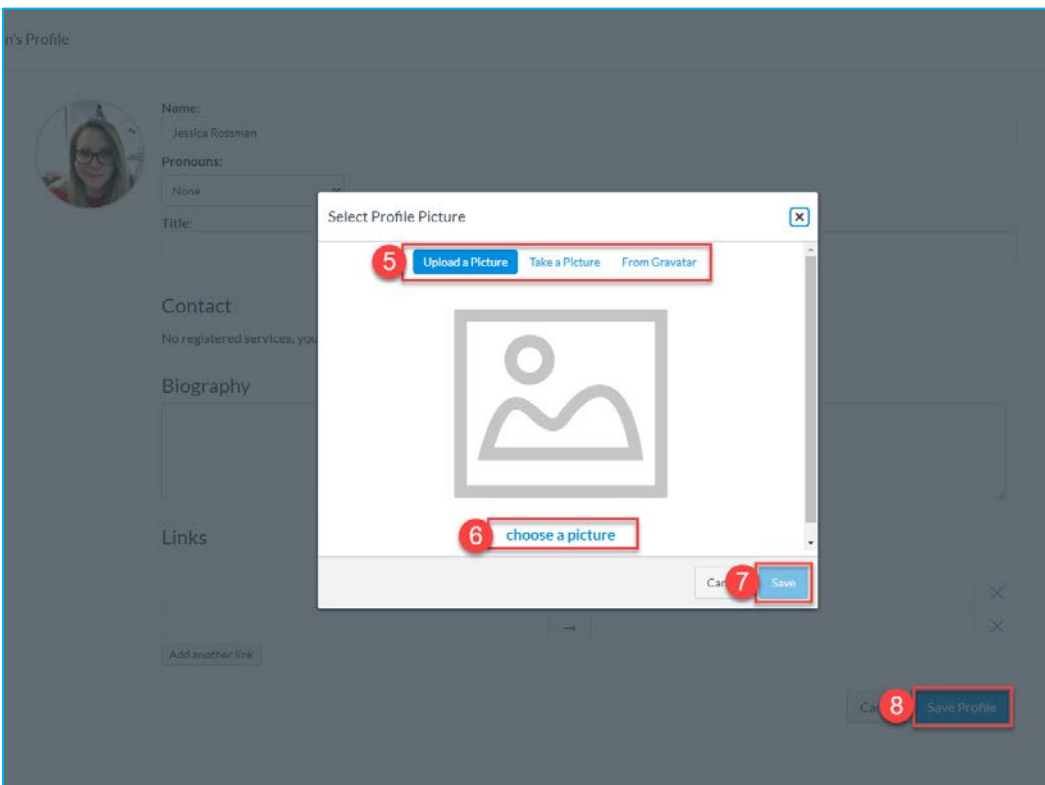 n's Profile
Name:
Jessica Rossman
Pronouns:
None
Title:
Select Profile Picture
5 Upload a Picture Take a Picture From Gravatar
Contact
No registered services, you
Biography
6 choose a picture
Links
7 Save
→
Add another link
8 Save Profile